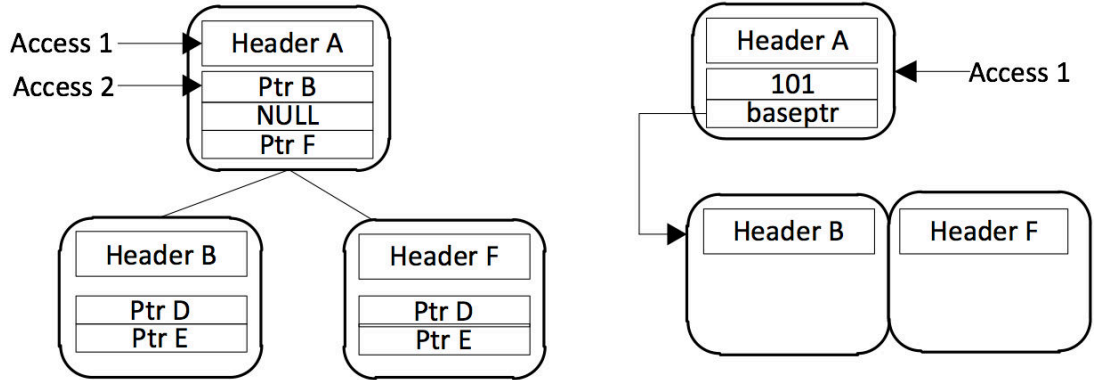 Access 1
Header A
Access 2
Ptr B
NULL
Ptr F
Header B
Ptr D
Ptr E
Header F
Ptr D
Ptr E
Header A
101
baseptr
Access 1
Header B
Header F